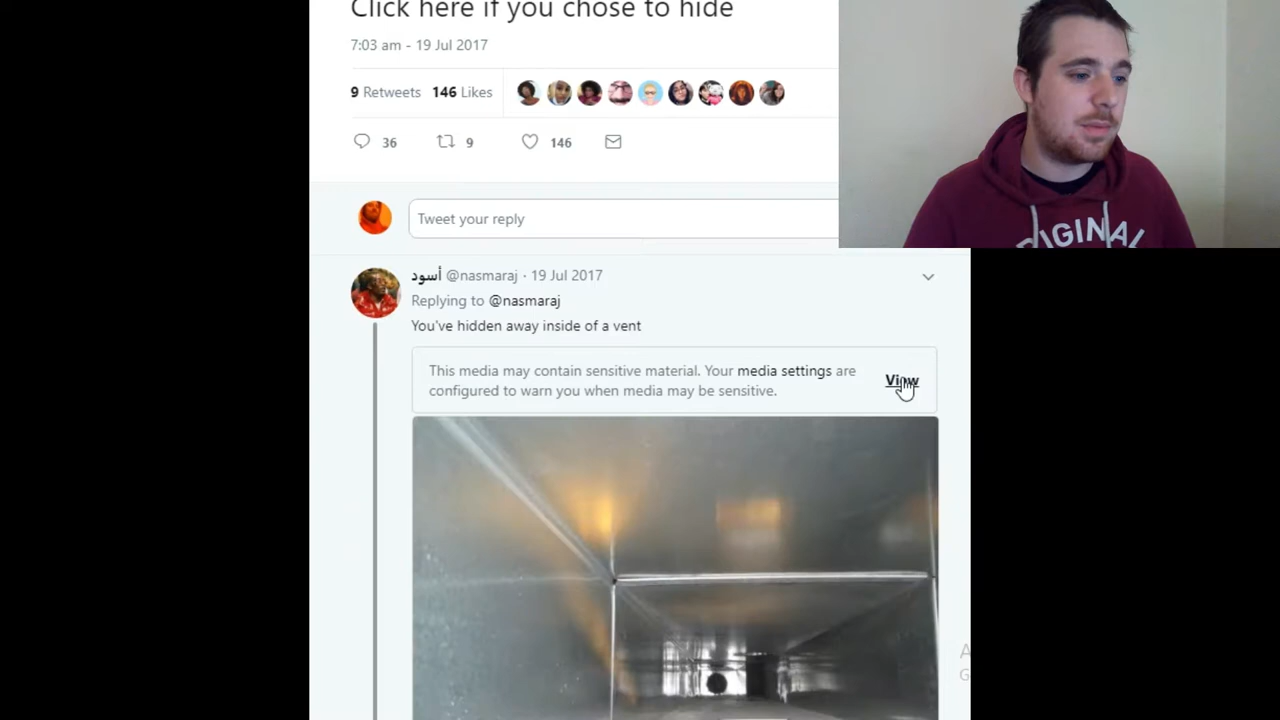 Click here if you chose to hide
7:03 am - 19 Jul 2017
9 Retweets 146 Likes
36 9 146
Tweet your reply
أسود @nasmaraj · 19 Jul 2017
Replying to @nasmaraj
You've hidden away inside of a vent
This media may contain sensitive material. Your media settings are
configured to warn you when media may be sensitive.
View